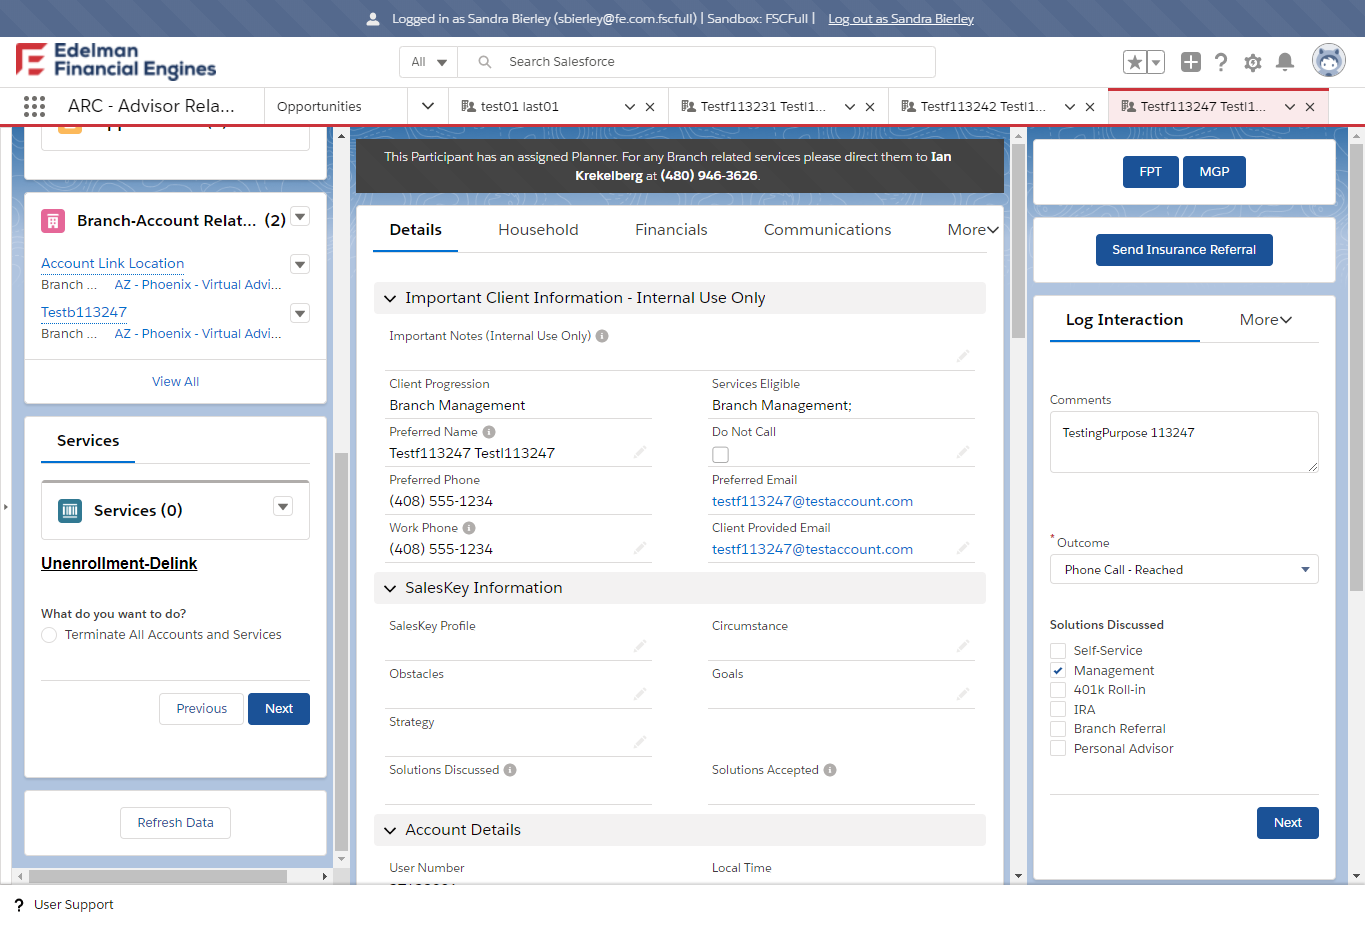 Logged in as Sandra Bierley (sbierley@fe.com.fscfull) | Sandbox: FSCFull | Log out as Sandra Bierley
Edelman
Financial Engines
All
Search Salesforce
ARC - Advisor Rela...
Opportunities
test01 last01
Testf113231 Testl1...
Testf113242 Testl1...
Testf113247 Testl1...
Branch-Account Relat... (2)
Account Link Location
Branch ... AZ - Phoenix - Virtual Advi...
Testb113247
Branch ... AZ - Phoenix - Virtual Advi...
View All
Services
Services (0)
Unenrollment-Delink
What do you want to do?
Terminate All Accounts and Services
Previous
Next
Refresh Data
This Participant has an assigned Planner. For any Branch related services please direct them to Ian
Krekelberg at (480) 946-3626.
Details
Household
Financials
Communications
More
Important Client Information - Internal Use Only
Important Notes (Internal Use Only)
Client Progression
Branch Management
Services Eligible
Branch Management;
Preferred Name
Testf113247 Testl113247
Do Not Call
Preferred Phone
(408) 555-1234
Preferred Email
testf113247@testaccount.com
Work Phone
(408) 555-1234
Client Provided Email
testf113247@testaccount.com
SalesKey Information
SalesKey Profile
Circumstance
Obstacles
Goals
Strategy
Solutions Discussed
Solutions Accepted
Account Details
User Number
Local Time
FPT
MGP
Send Insurance Referral
Log Interaction
More
Comments
TestingPurpose 113247
*Outcome
Phone Call - Reached
Solutions Discussed
Self-Service
Management
401k Roll-in
IRA
Branch Referral
Personal Advisor
Next
? User Support